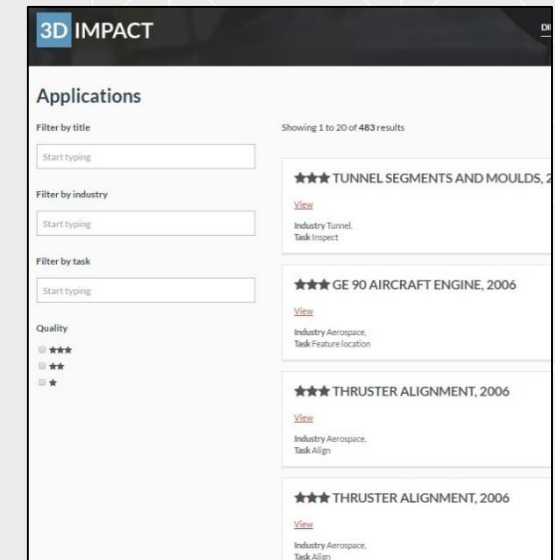 3D IMPACT
Applications
Filter by title
Start typing
Filter by industry
Start typing
Filter by task
Start typing
Quality
★★★
★★
★
Showing 1 to 20 of 483 results
★★★ TUNNEL SEGMENTS AND MOULDS, 2
View
Industry Tunnel,
Task Inspect
★★★ GE 90 AIRCRAFT ENGINE, 2006
View
Industry Aerospace,
Task Feature location
★★★ THRUSTER ALIGNMENT, 2006
View
Industry Aerospace,
Task Align
★★★ THRUSTER ALIGNMENT, 2006
View
Industry Aerospace,
Task Align